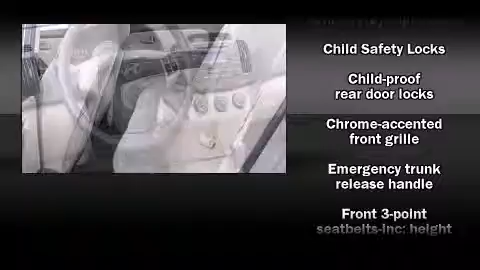 Child Safety Locks
Child-proof
rear door locks
Chrome-accented
front grille
Emergency trunk
release handle
Front 3-point
seatbelts-inc: height